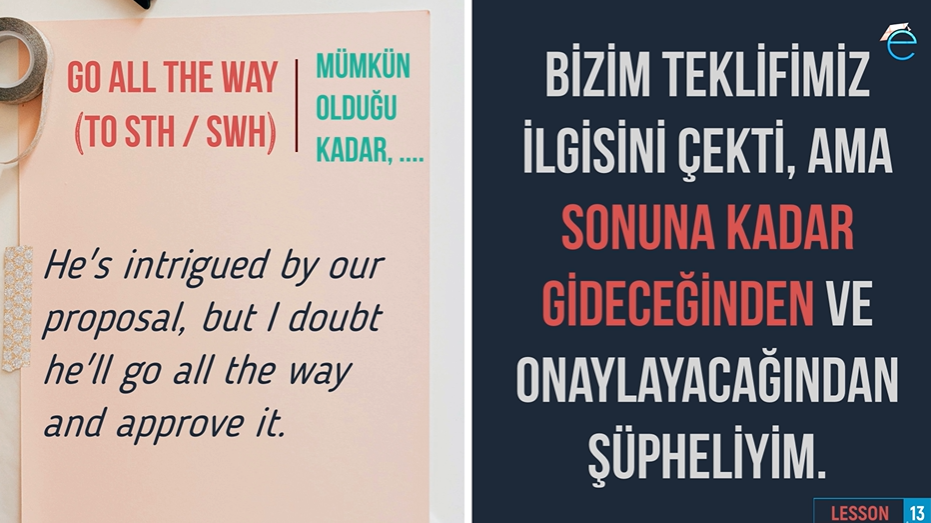 GO ALL THE WAY
(TO STH / SWH)
MÜMKÜN
OLDUĞU
KADAR, ....
He's intrigued by our
proposal, but I doubt
he'll go all the way
and approve it.
e
BİZİM TEKLİFİMİZ
İLGİSİNİ ÇEKTİ, AMA
SONUNA KADAR
GİDECEĞİNDEN VE
ONAYLAYACAĞINDAN
ŞÜPHELİYİM.
LESSON 13